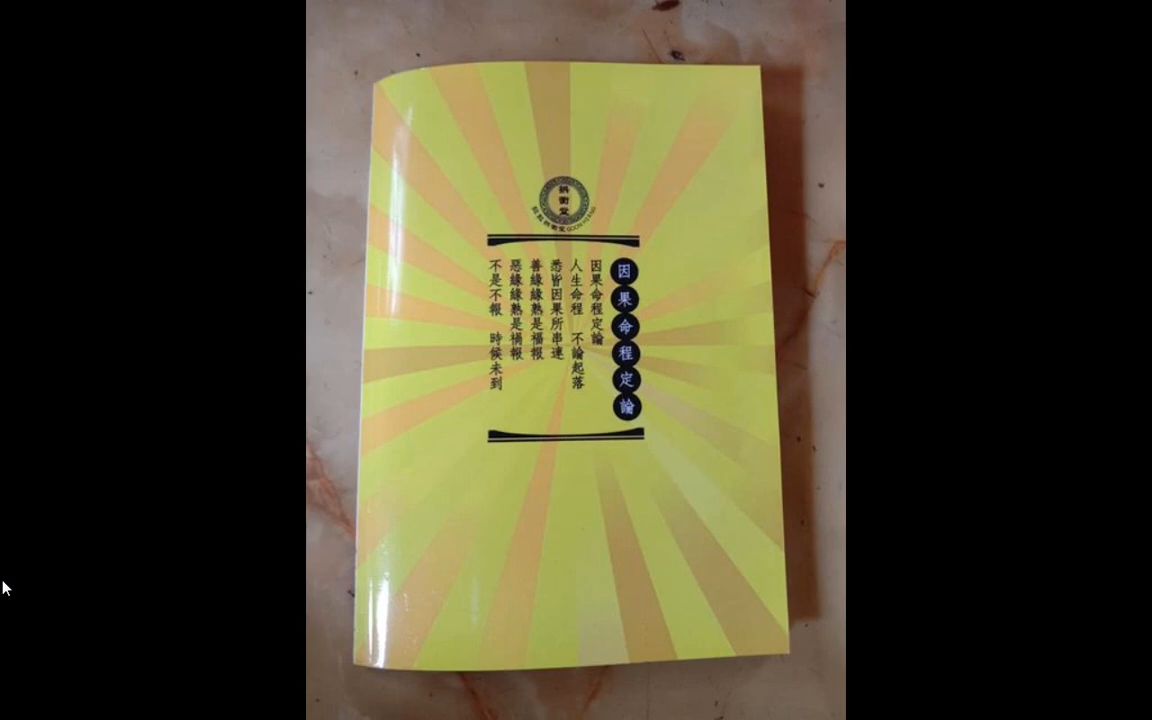 因果命程定論
因果命程定論
人生命程　不論起落
悉皆因果所串連
善緣緣熟是福報
惡緣緣熟是禍報
不是不報　時候未到